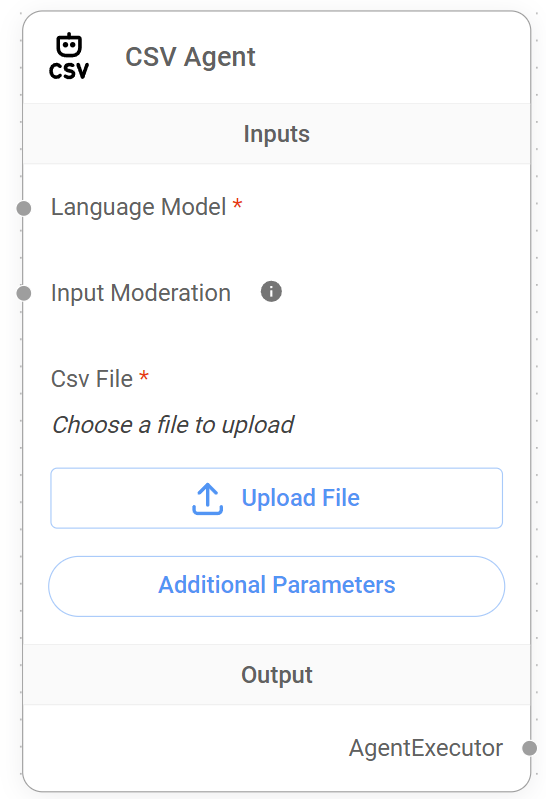 CSV
CSV Agent
Inputs
Language Model *
Input Moderation
Csv File *
Choose a file to upload
Upload File
Additional Parameters
Output
AgentExecutor